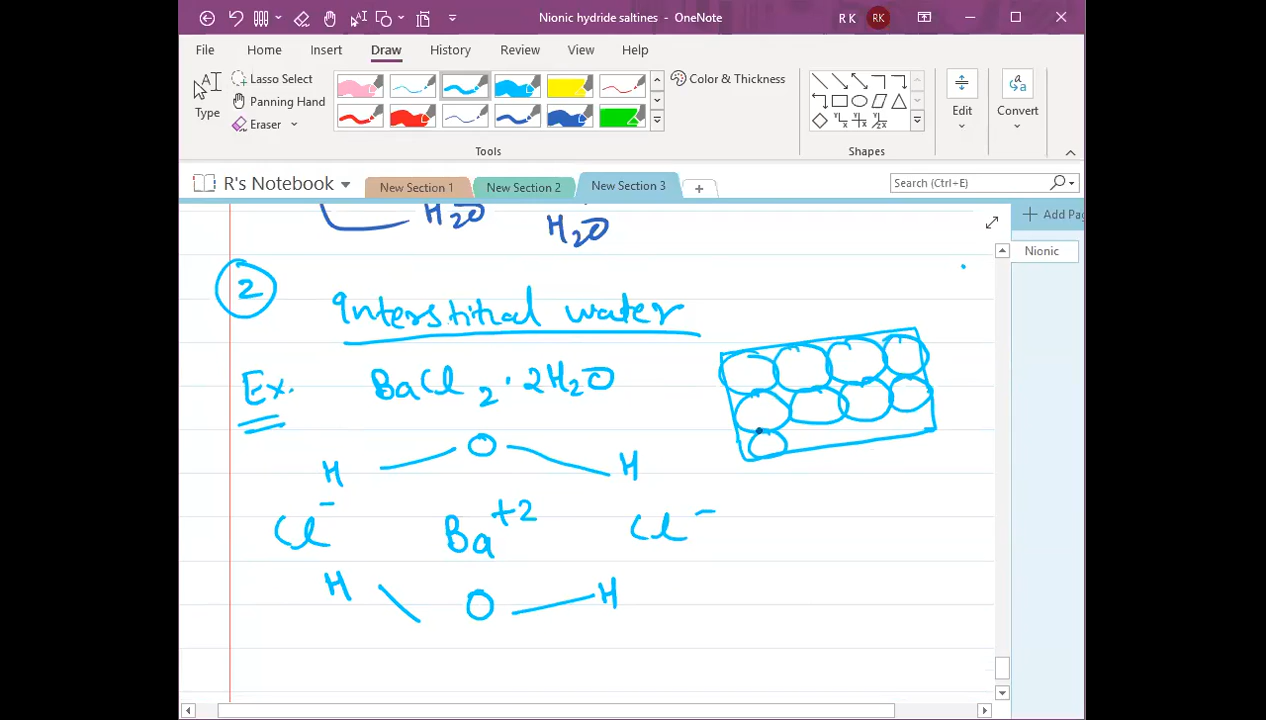 Nionic hydride saltines - OneNote
R K
RK
File Home Insert Draw History Review View Help
Type
Lasso Select
Panning Hand
Eraser
Color & Thickness
Edit
Convert
Tools
Shapes
R's Notebook
New Section 1
New Section 2
New Section 3
Search (Ctrl+E)
Add Pag
Nionic
H2O
H2O
2
Interstitial water
Ex.
BaCl2·2H2O
H O H
Cl- Ba+2 Cl-
H O H